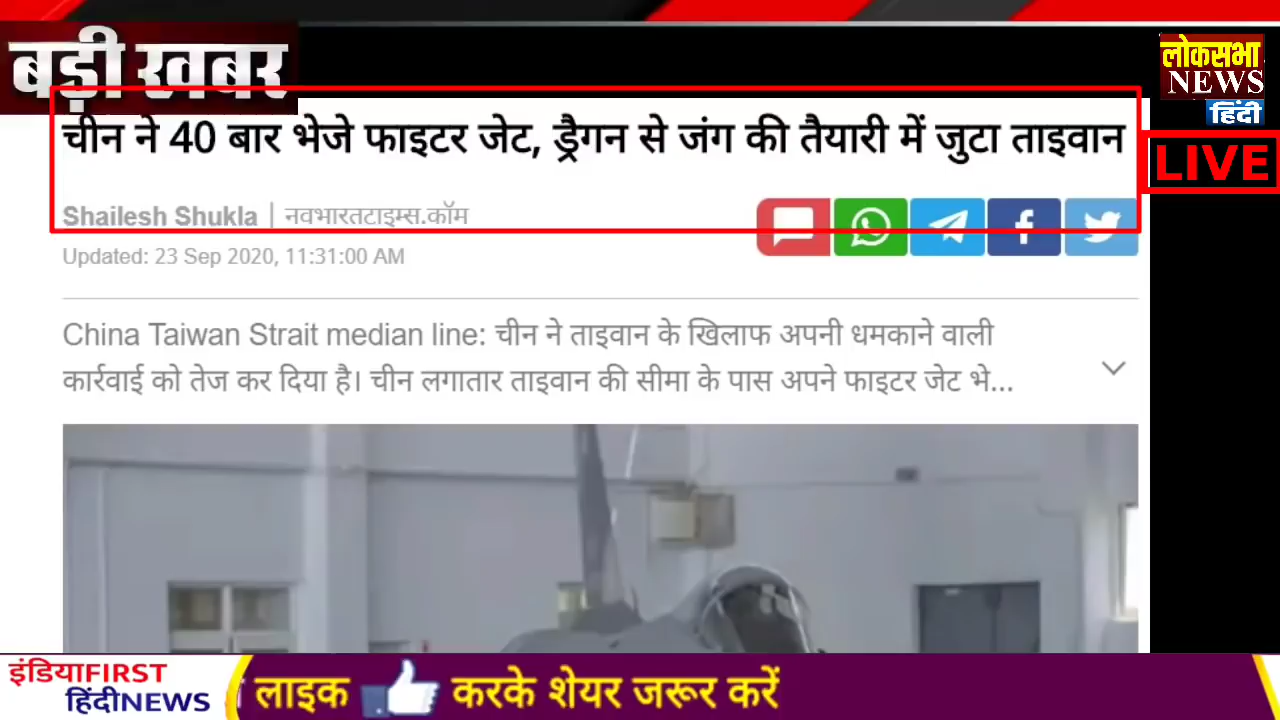 बड़ी खबर
लोकसभा
NEWS
हिंदी
LIVE
चीन ने 40 बार भेजे फाइटर जेट, ड्रैगन से जंग की तैयारी में जुटा ताइवान
Shailesh Shukla | नवभारतटाइम्स.कॉम
Updated: 23 Sep 2020, 11:31:00 AM
China Taiwan Strait median line: चीन ने ताइवान के खिलाफ अपनी धमकाने वाली
कार्रवाई को तेज कर दिया है। चीन लगातार ताइवान की सीमा के पास अपने फाइटर जेट भे...
इंडियाFIRST
हिंदीNEWS
लाइक करके शेयर जरूर करें